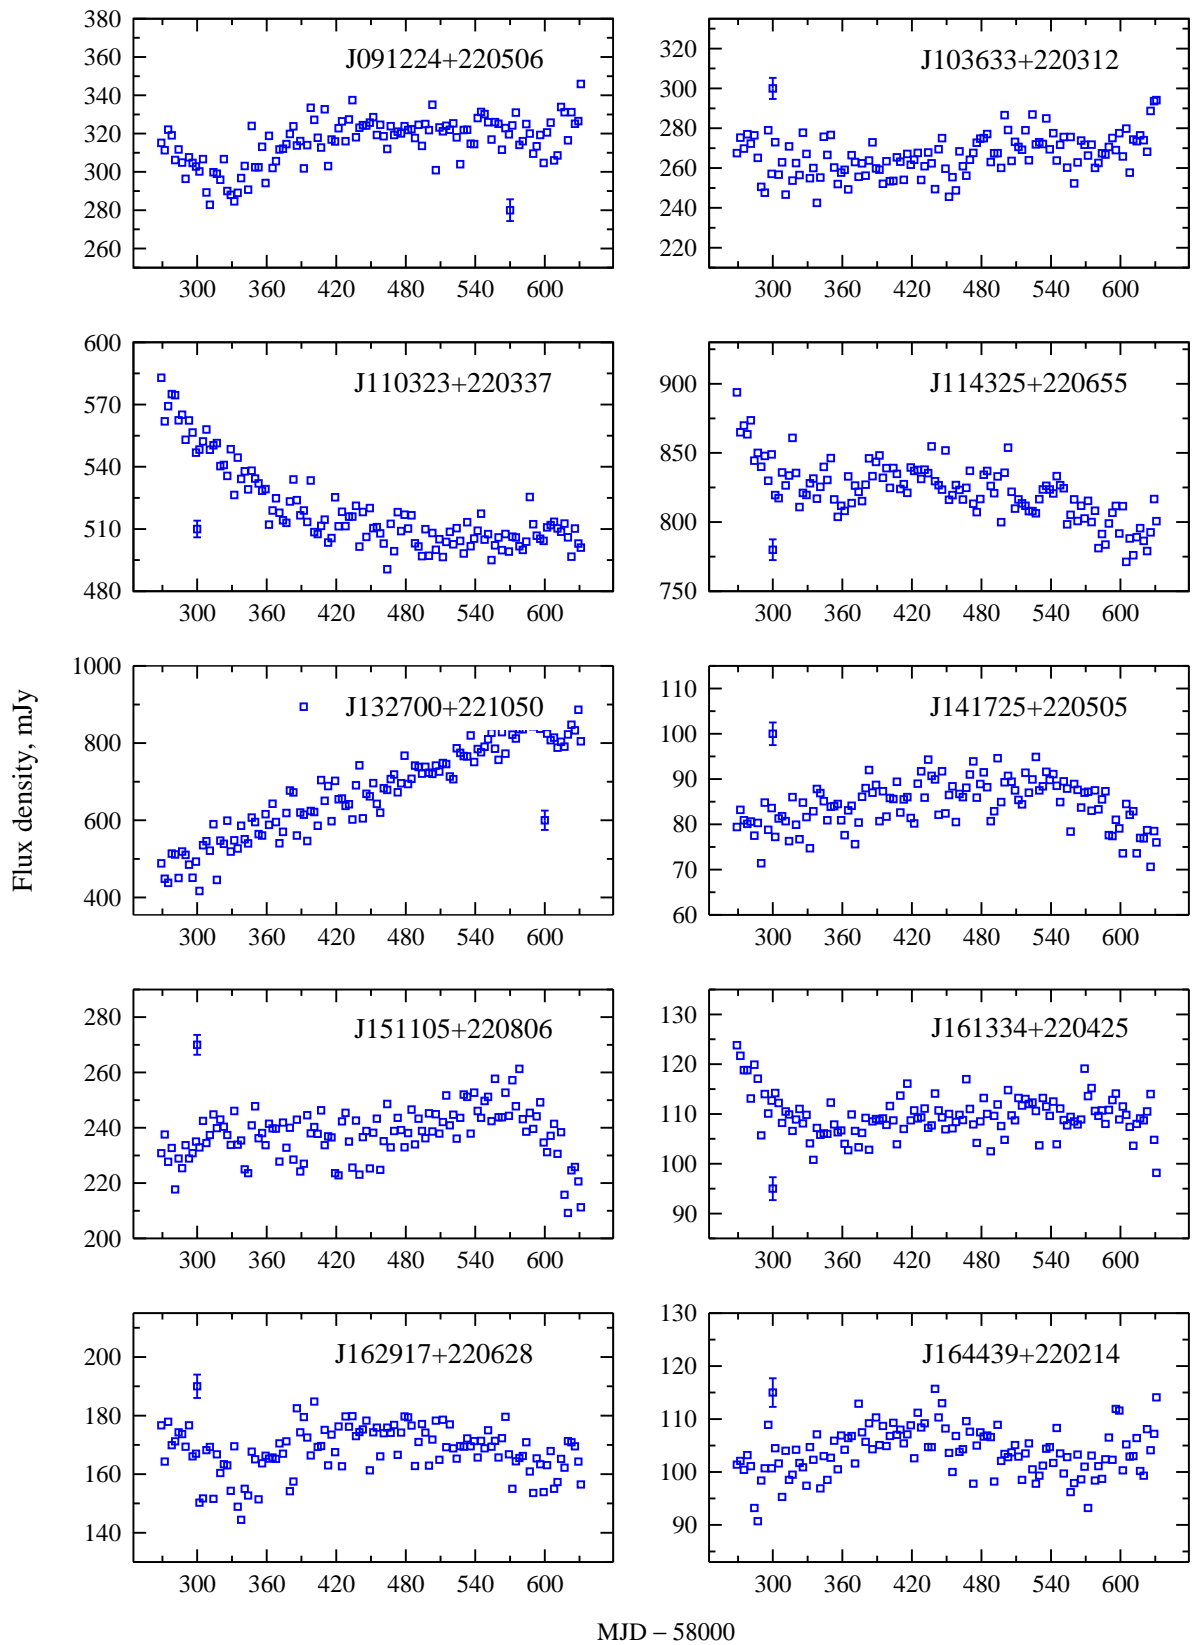 380
360
340
320
300
280
260
J091224+220506
300 360 420 480 540 600
320
300
280
260
240
220
J103633+220312
300 360 420 480 540 600
600
570
540
510
480
J110323+220337
300 360 420 480 540 600
900
850
800
750
J114325+220655
300 360 420 480 540 600
Flux density, mJy
1000
800
600
400
J132700+221050
300 360 420 480 540 600
110
100
90
80
70
60
J141725+220505
300 360 420 480 540 600
280
260
240
220
200
J151105+220806
300 360 420 480 540 600
130
120
110
100
90
J161334+220425
300 360 420 480 540 600
200
180
160
140
J162917+220628
300 360 420 480 540 600
130
120
110
100
90
J164439+220214
300 360 420 480 540 600
MJD – 58000